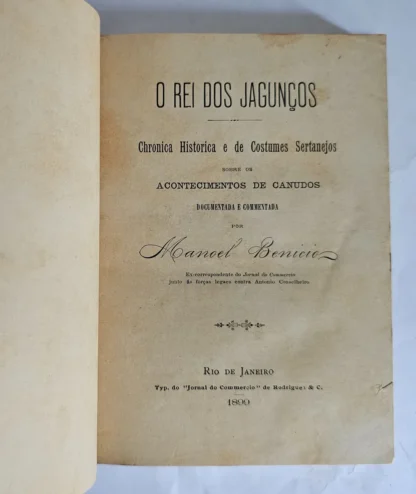 O REI DOS JAGUNÇOS
Chronica Historica e de Costumes Sertanejos
SOBRE OS
ACONTECIMENTOS DE CANUDOS
DOCUMENTADA E COMMENTADA
POR
Manoel Benicio
Ex-correspondente do Jornal do Commercio
junto ás forças legaes contra Antonio Conselheiro
RIO DE JANEIRO
Typ. do "Jornal do Commercio" de Rodrigues & C.
1899